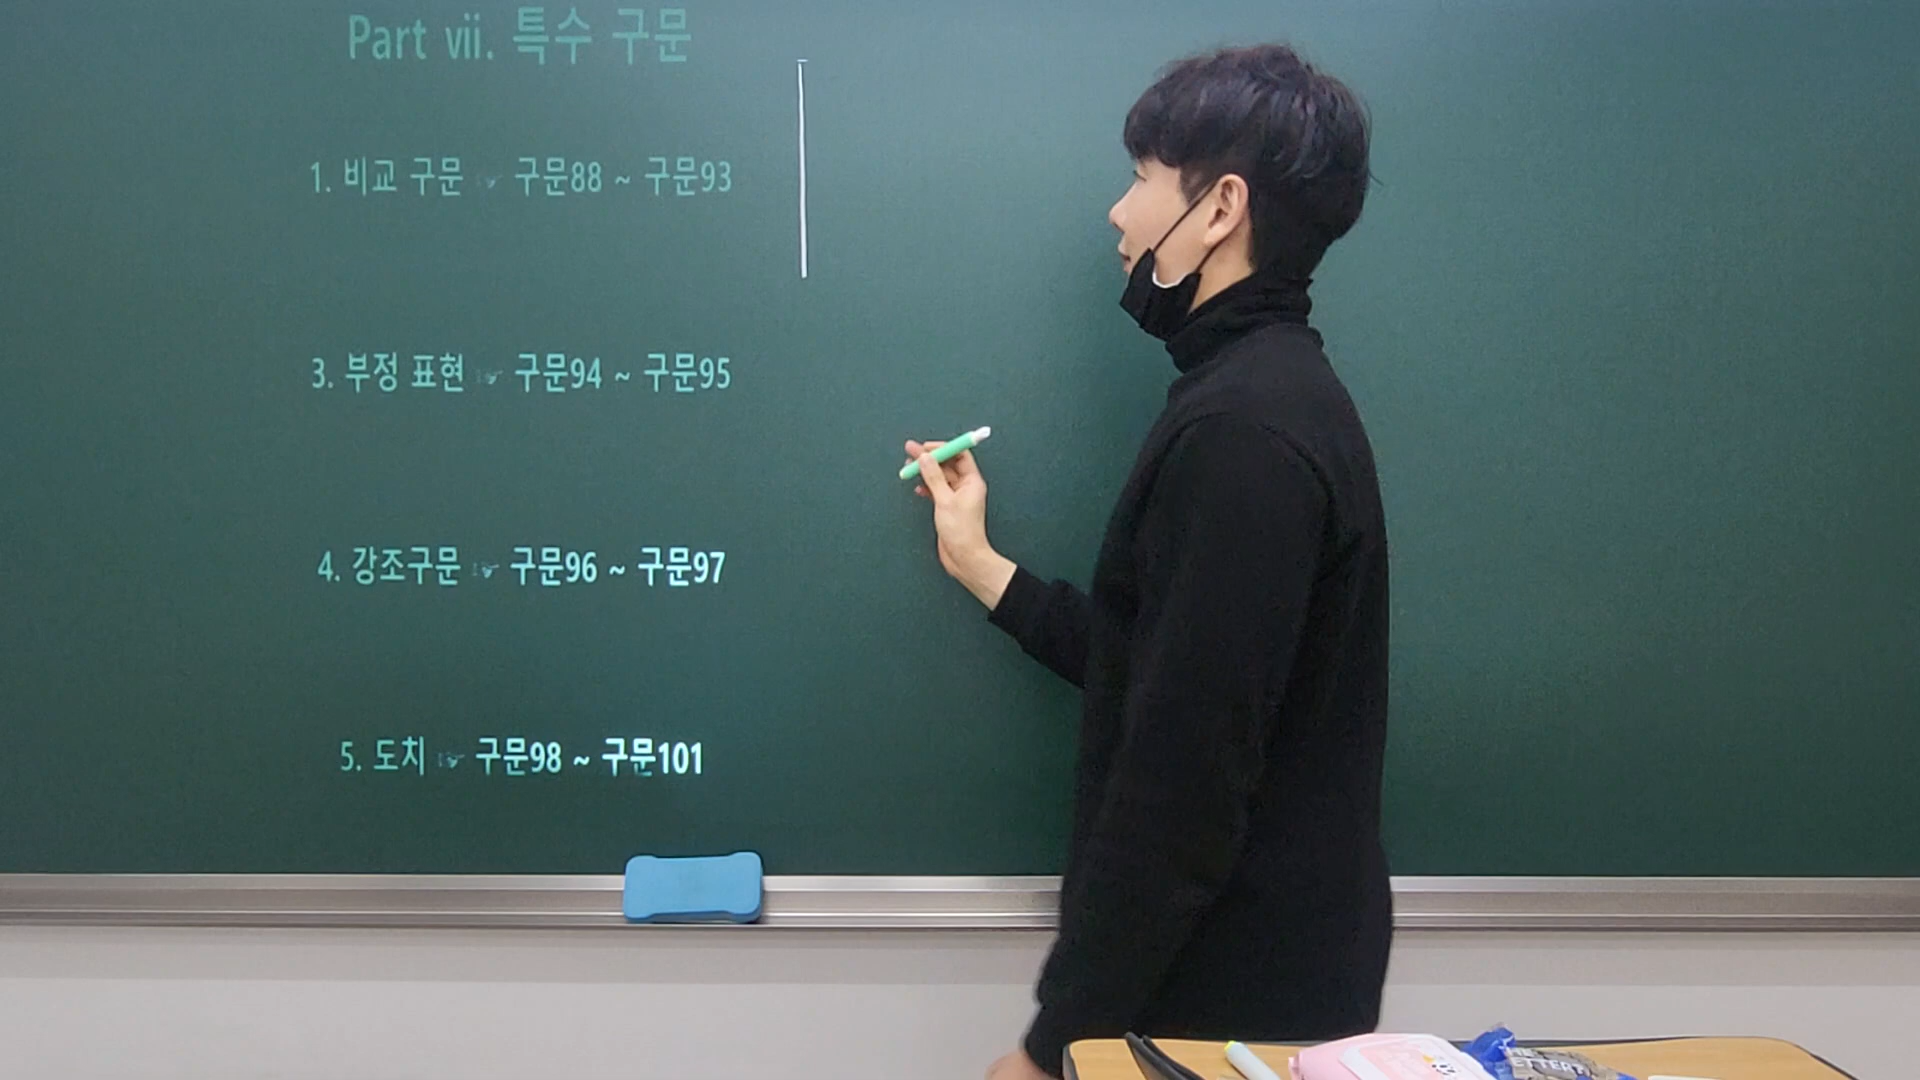 Part vii. 특수 구문
1. 비교 구문 ☞ 구문88 ~ 구문93
3. 부정 표현 ☞ 구문94 ~ 구문95
4. 강조구문 ☞ 구문96 ~ 구문97
5. 도치 ☞ 구문98 ~ 구문101